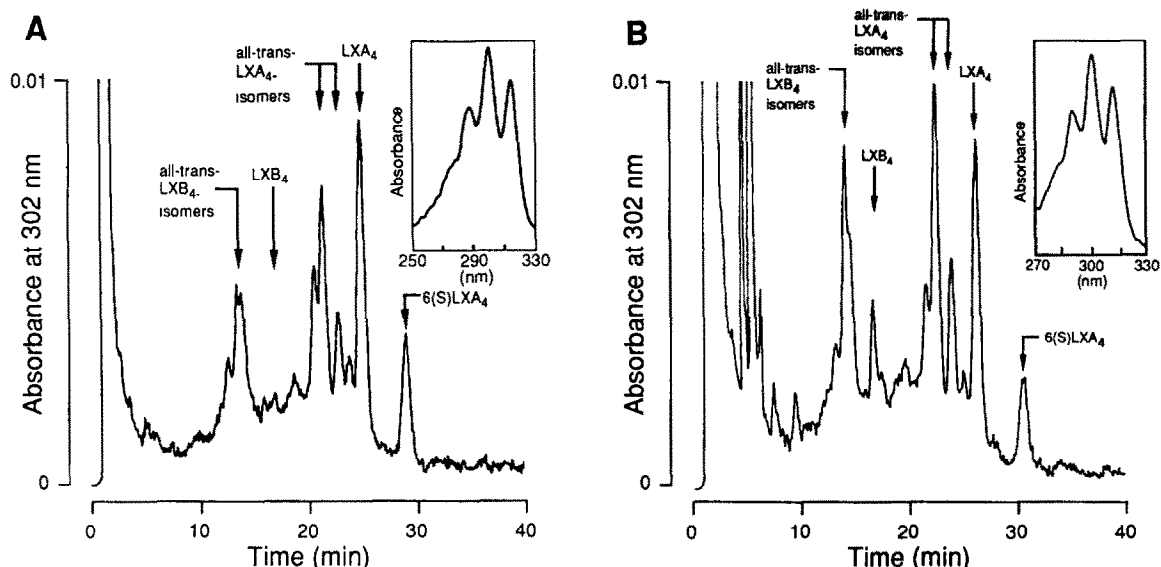 A
0.01
0
Absorbance at 302 nm
all-trans-
LXB4-
isomers
LXB4
all-trans-
LXA4-
isomers
LXA4
6(S)LXA4
Absorbance
250 290 330
(nm)
0 10 20 30 40
Time (min)
B
0.01
0
Absorbance at 302 nm
all-trans-
LXB4
isomers
LXB4
all-trans-
LXA4
isomers
LXA4
6(S)LXA4
Absorbance
270 300 330
(nm)
0 10 20 30 40
Time (min)